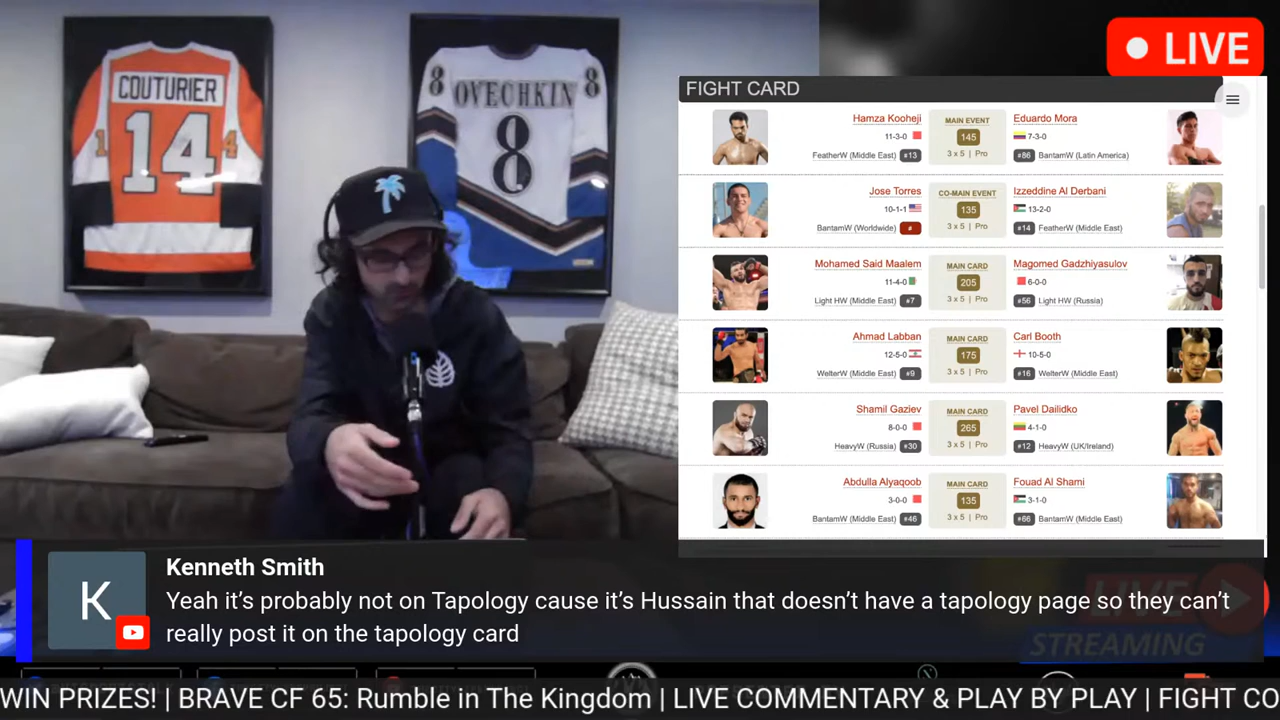 COUTURIER
14
1
4
8
8
OVECHKIN
8
LIVE
FIGHT CARD
Hamza Kooheji
MAIN EVENT
Eduardo Mora
11-3-0
145
7-3-0
FeatherW (Middle East) #13
3 x 5 | Pro
#86 BantamW (Latin America)
Jose Torres
CO-MAIN EVENT
Izzeddine Al Derbani
10-1-1
135
13-2-0
BantamW (Worldwide) #
3 x 5 | Pro
#14 FeatherW (Middle East)
Mohamed Said Maalem
MAIN CARD
Magomed Gadzhiyasulov
11-4-0
205
6-0-0
Light HW (Middle East) #7
3 x 5 | Pro
#56 Light HW (Russia)
Ahmad Labban
MAIN CARD
Carl Booth
12-5-0
175
10-5-0
WelterW (Middle East) #9
3 x 5 | Pro
#16 WelterW (Middle East)
Shamil Gaziev
MAIN CARD
Pavel Dailidko
8-0-0
265
4-1-0
HeavyW (Russia) #30
3 x 5 | Pro
#12 HeavyW (UK/Ireland)
Abdulla Alyaqoob
MAIN CARD
Fouad Al Shami
3-0-0
135
3-1-0
BantamW (Middle East) #46
3 x 5 | Pro
#66 BantamW (Middle East)
K
Kenneth Smith
Yeah it’s probably not on Tapology cause it’s Hussain that doesn’t have a tapology page so they can’t
really post it on the tapology card
LIVE
STREAMING
WIN PRIZES! | BRAVE CF 65: Rumble in The Kingdom | LIVE COMMENTARY & PLAY BY PLAY | FIGHT CO